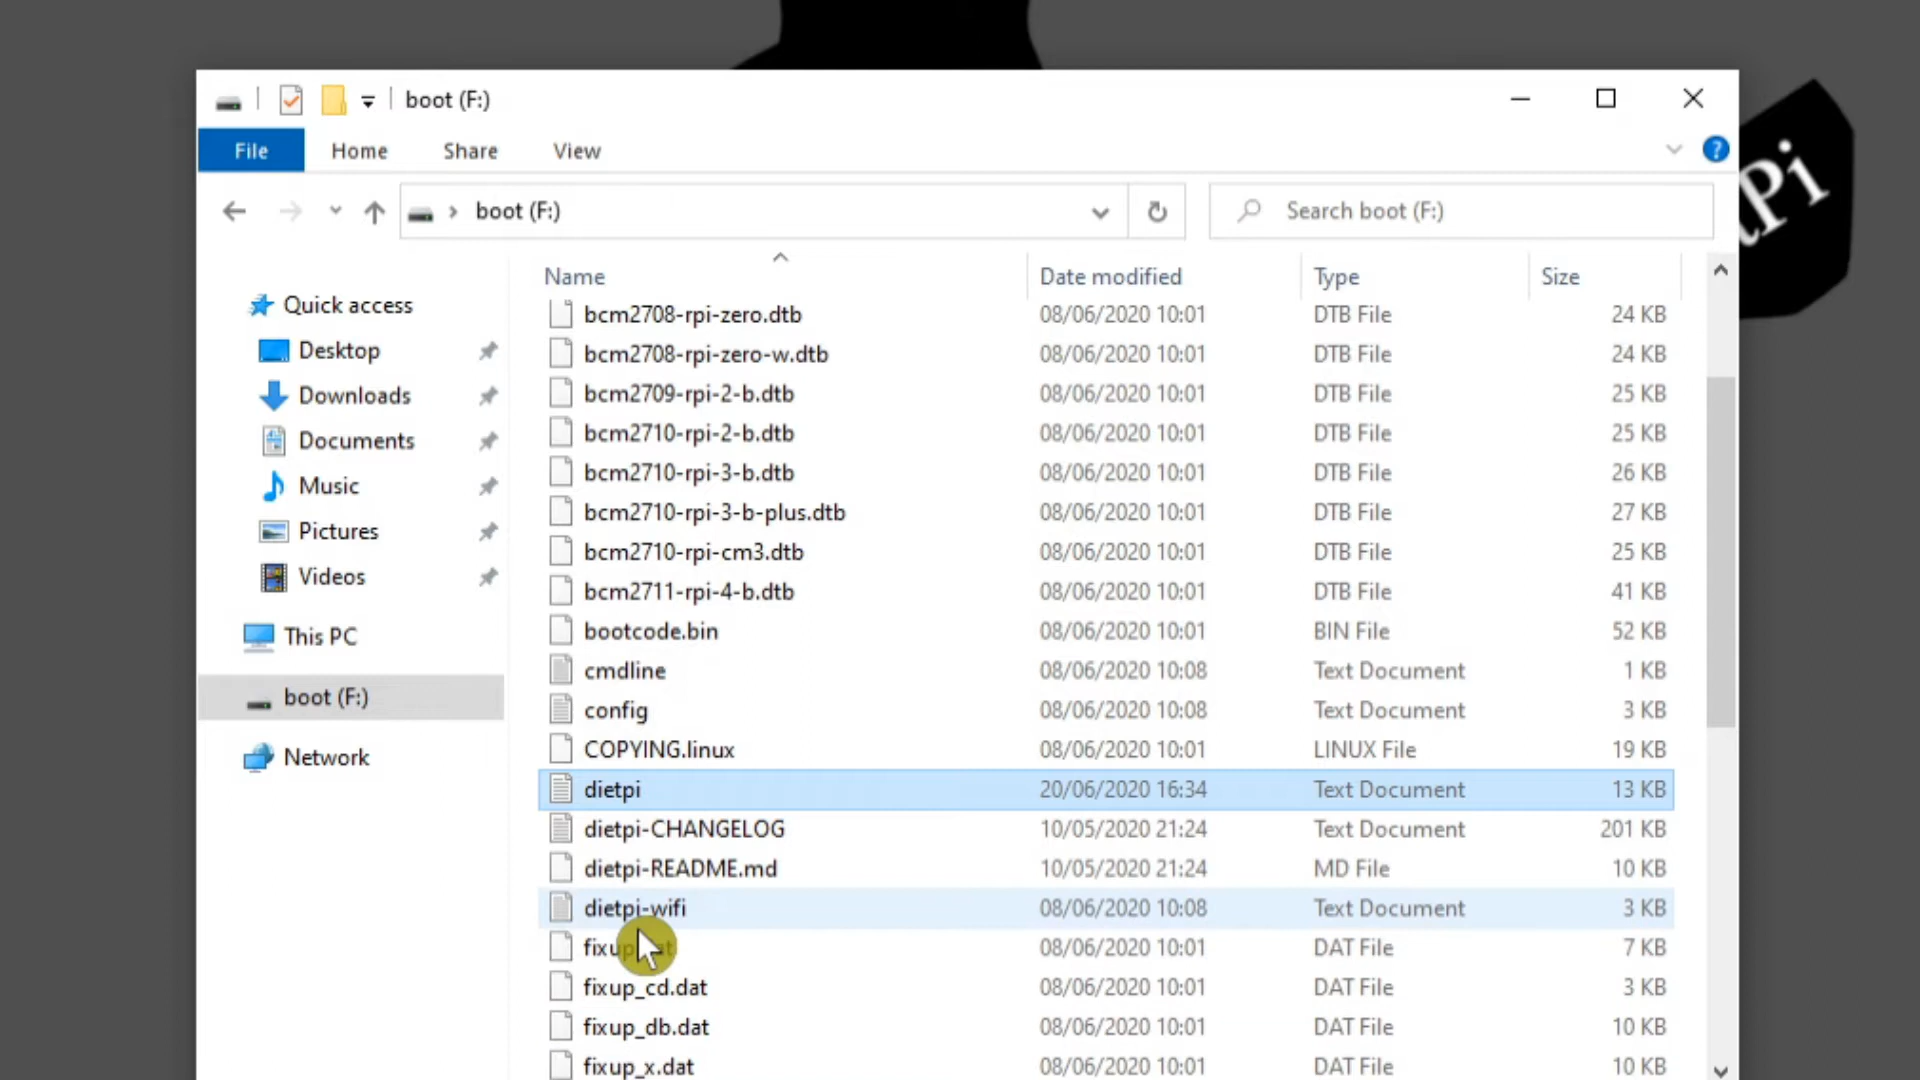 boot (F:)
File Home Share View
boot (F:) Search boot (F:)
Pi
Name Date modified Type Size
Quick access
Desktop
Downloads
Documents
Music
Pictures
Videos
This PC
boot (F:)
Network
bcm2708-rpi-zero.dtb 08/06/2020 10:01 DTB File 24 KB
bcm2708-rpi-zero-w.dtb 08/06/2020 10:01 DTB File 24 KB
bcm2709-rpi-2-b.dtb 08/06/2020 10:01 DTB File 25 KB
bcm2710-rpi-2-b.dtb 08/06/2020 10:01 DTB File 25 KB
bcm2710-rpi-3-b.dtb 08/06/2020 10:01 DTB File 26 KB
bcm2710-rpi-3-b-plus.dtb 08/06/2020 10:01 DTB File 27 KB
bcm2710-rpi-cm3.dtb 08/06/2020 10:01 DTB File 25 KB
bcm2711-rpi-4-b.dtb 08/06/2020 10:01 DTB File 41 KB
bootcode.bin 08/06/2020 10:01 BIN File 52 KB
cmdline 08/06/2020 10:08 Text Document 1 KB
config 08/06/2020 10:08 Text Document 3 KB
COPYING.linux 08/06/2020 10:01 LINUX File 19 KB
dietpi 20/06/2020 16:34 Text Document 13 KB
dietpi-CHANGELOG 10/05/2020 21:24 Text Document 201 KB
dietpi-README.md 10/05/2020 21:24 MD File 10 KB
dietpi-wifi 08/06/2020 10:08 Text Document 3 KB
08/06/2020 10:01 DAT File 7 KB
fixup_cd.dat 08/06/2020 10:01 DAT File 3 KB
fixup_db.dat 08/06/2020 10:01 DAT File 10 KB
fixup_x.dat 08/06/2020 10:01 DAT File 10 KB